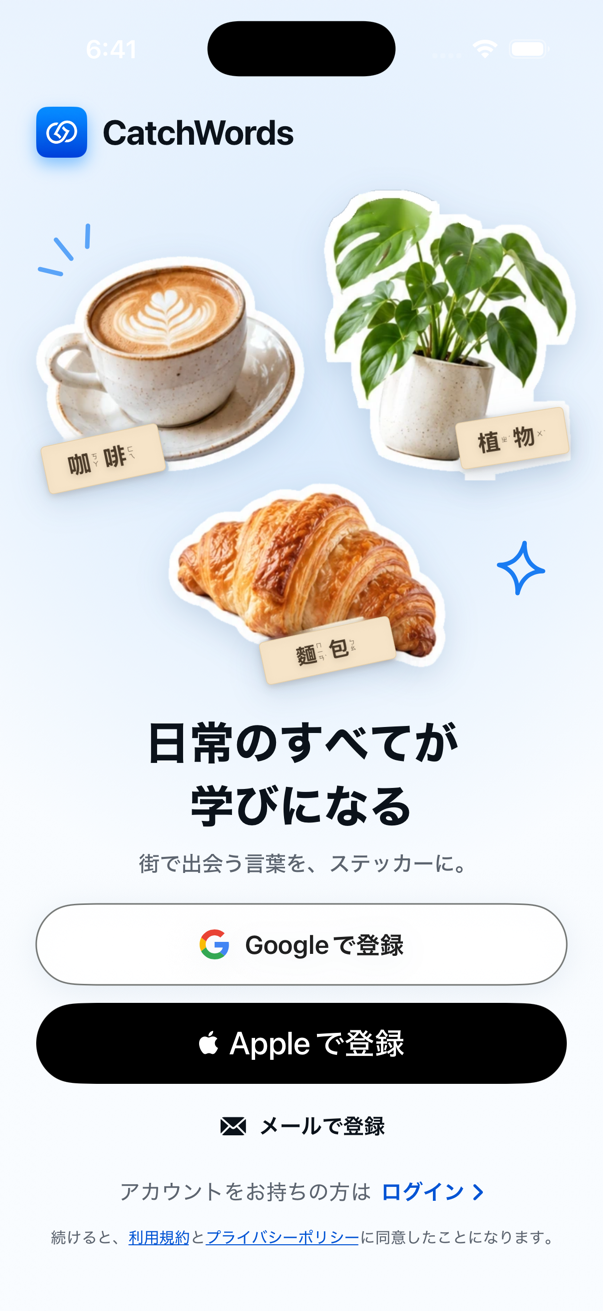 6:41
CatchWords
咖啡
植物
麵包
日常のすべてが
学びになる
街で出会う言葉を、ステッカーに。
Googleで登録
Appleで登録
メールで登録
アカウントをお持ちの方は ログイン
続けると、利用規約とプライバシーポリシーに同意したことになります。